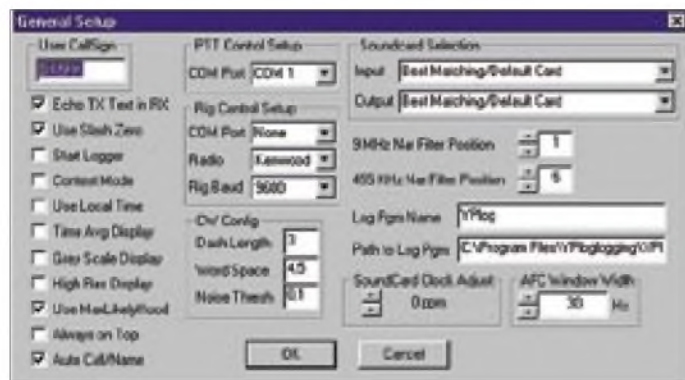 General Setup
User CallSign
Echo TX Text in RX
Use Slash Zero
Start Logger
Contest Mode
Use Local Time
Time Avg Display
Grey Scale Display
High Res Display
Use MaxLikelyHood
Always on Top
Auto Call/Name
PTT Control Setup
COM Port COM 1
Rig Control Setup
COM Port None
Radio Kenwood
Rig Baud 9600
CW Config
Dash Length 3
Word Space 4.5
Noise Thresh 0.1
Soundcard Selection
Input Best Matching/Default Card
Output Best Matching/Default Card
9MHz Nar Filter Position 1
455 KHz Nar Filter Position 6
Log Pgm Name YPlog
Path to Log Pgm C:\Program Files\YPloglogging\
SoundCard Clock Adjust
0 ppm
AFC Window Width
30 Hz
OK
Cancel